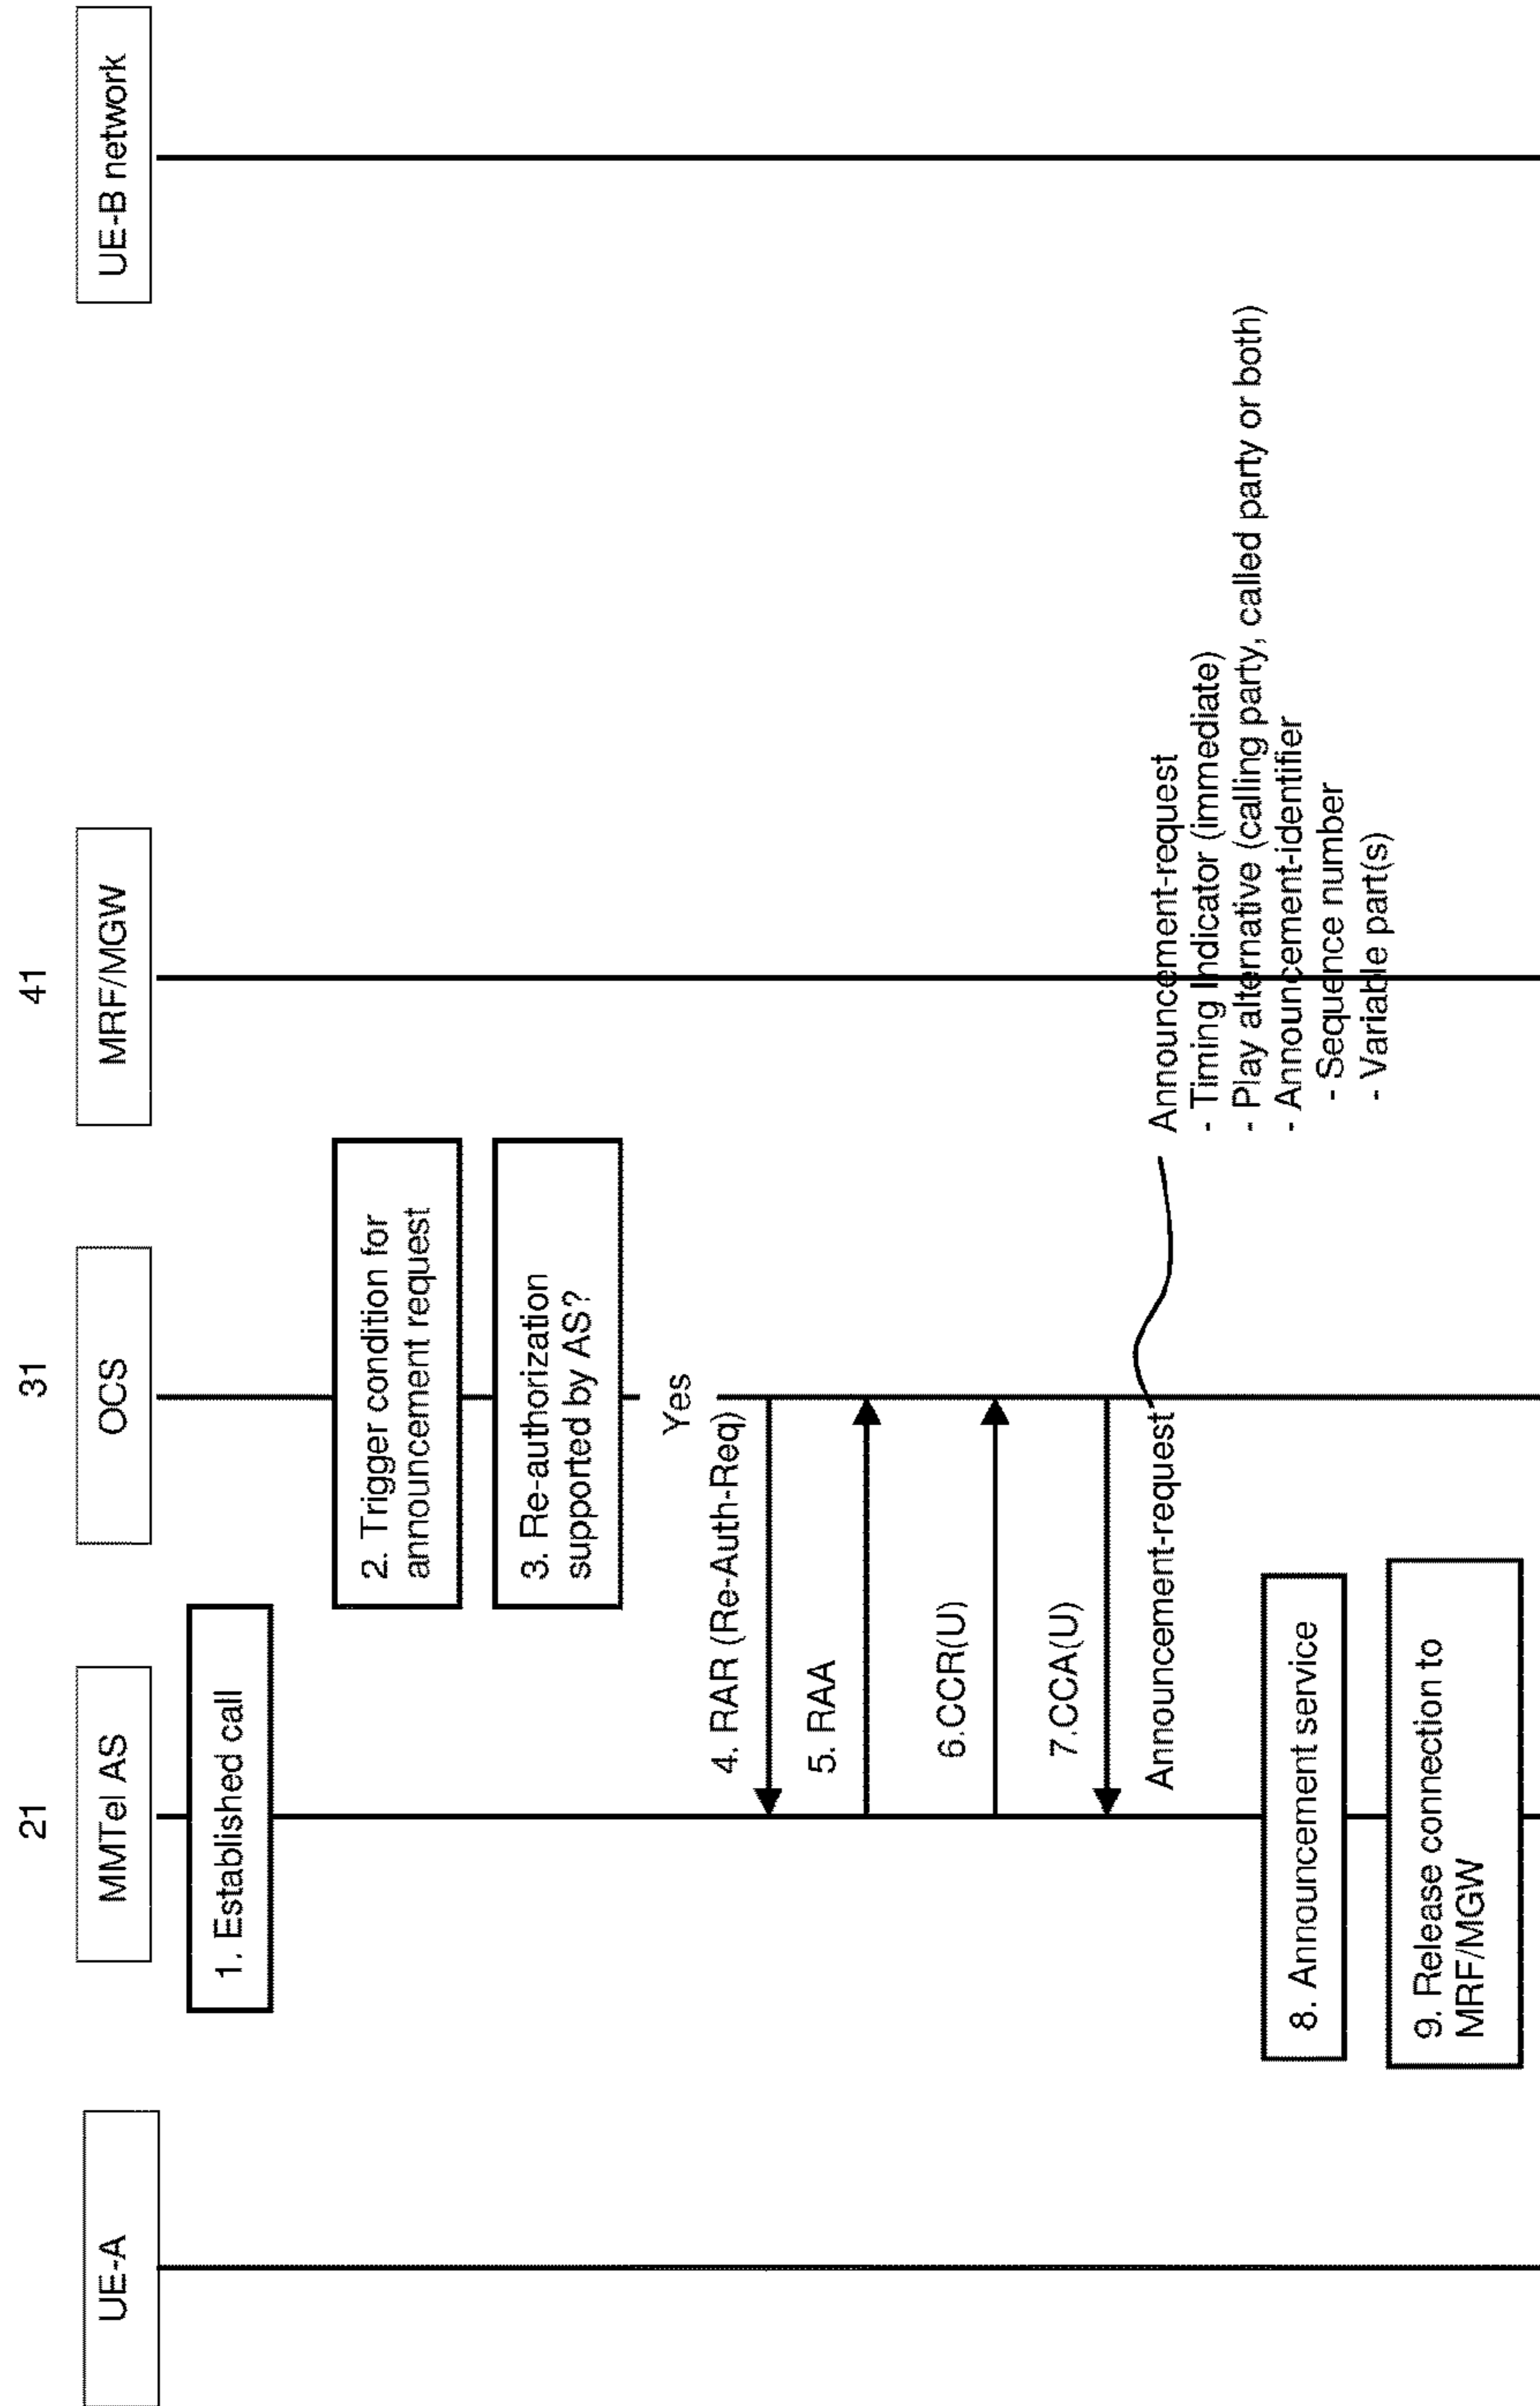 21
31
41
UE-A
MMTel AS
OCS
MRF/MGW
UE-B network
1. Established call
2. Trigger condition for
announcement request
3. Re-authorization
supported by AS?
Yes
4. RAR (Re-Auth-Req)
5. RAA
6.CCR(U)
7.CCA(U)
Announcement-request
Announcement-request
- Timing Indicator (immediate)
- Play alternative (calling party, called party or both)
- Announcement-identifier
- Sequence number
- Variable part(s)
8. Announcement service
9. Release connection to
MRF/MGW